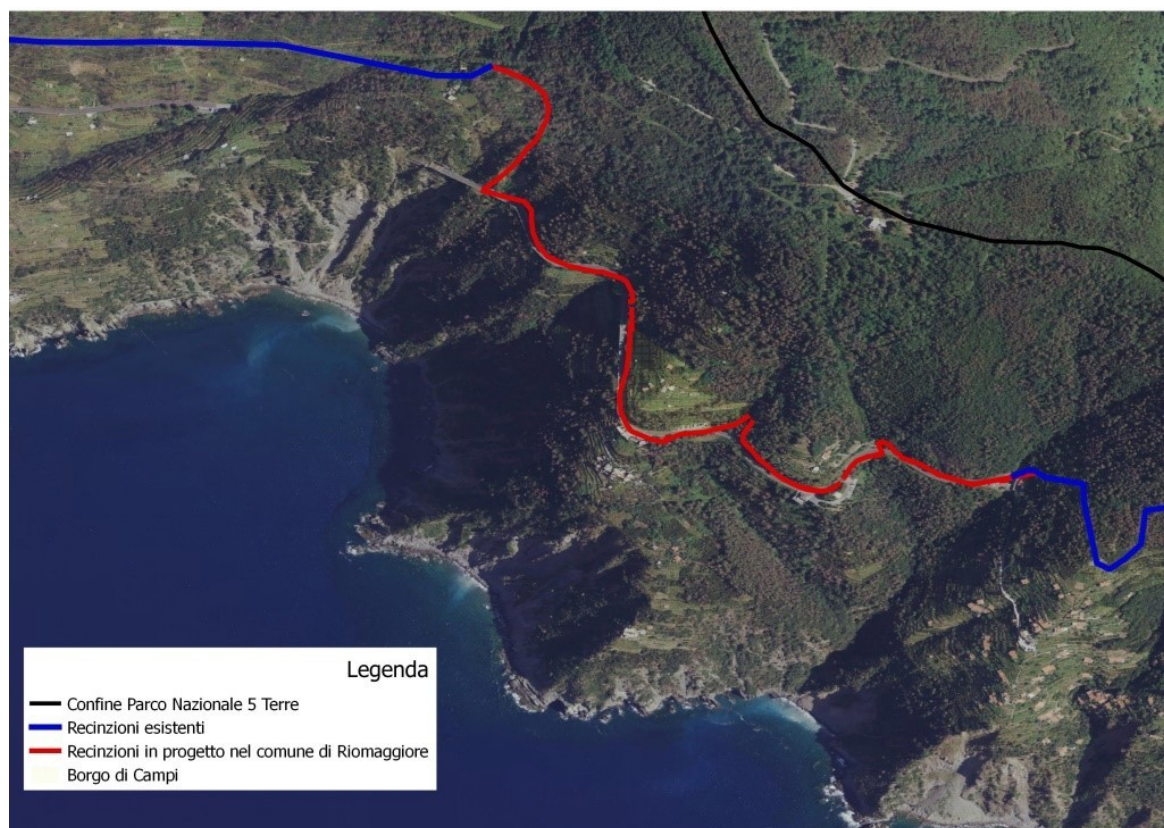 Legenda
Confine Parco Nazionale 5 Terre
Recinzioni esistenti
Recinzioni in progetto nel comune di Riomaggiore
Borgo di Campi